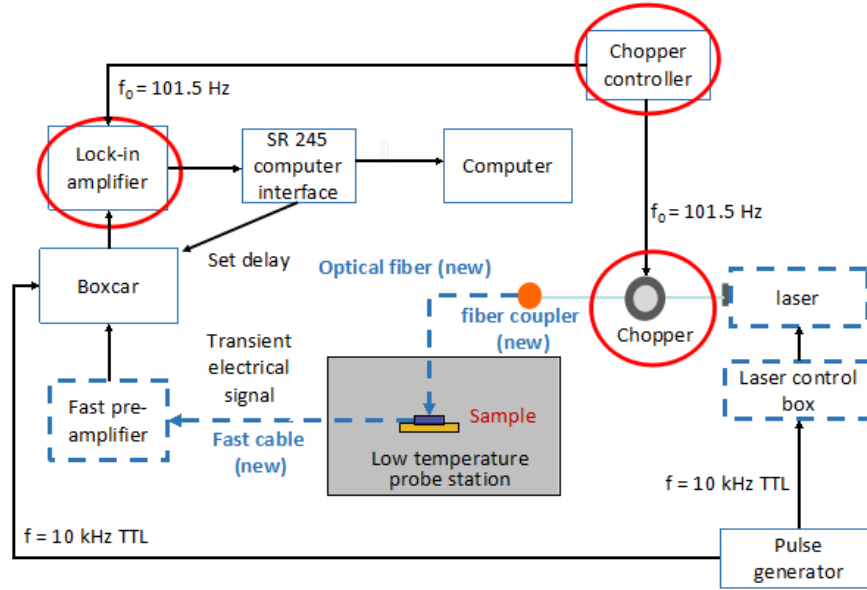 Chopper
controller
f₀ = 101.5 Hz
Lock-in
amplifier
SR 245
computer
interface
Computer
f₀ = 101.5 Hz
Set delay
Boxcar
Optical fiber (new)
fiber coupler
(new)
Chopper
laser
Transient
electrical
signal
Laser control
box
Fast pre-
amplifier
Fast cable
(new)
Sample
Low temperature
probe station
f = 10 kHz TTL
f = 10 kHz TTL
Pulse
generator